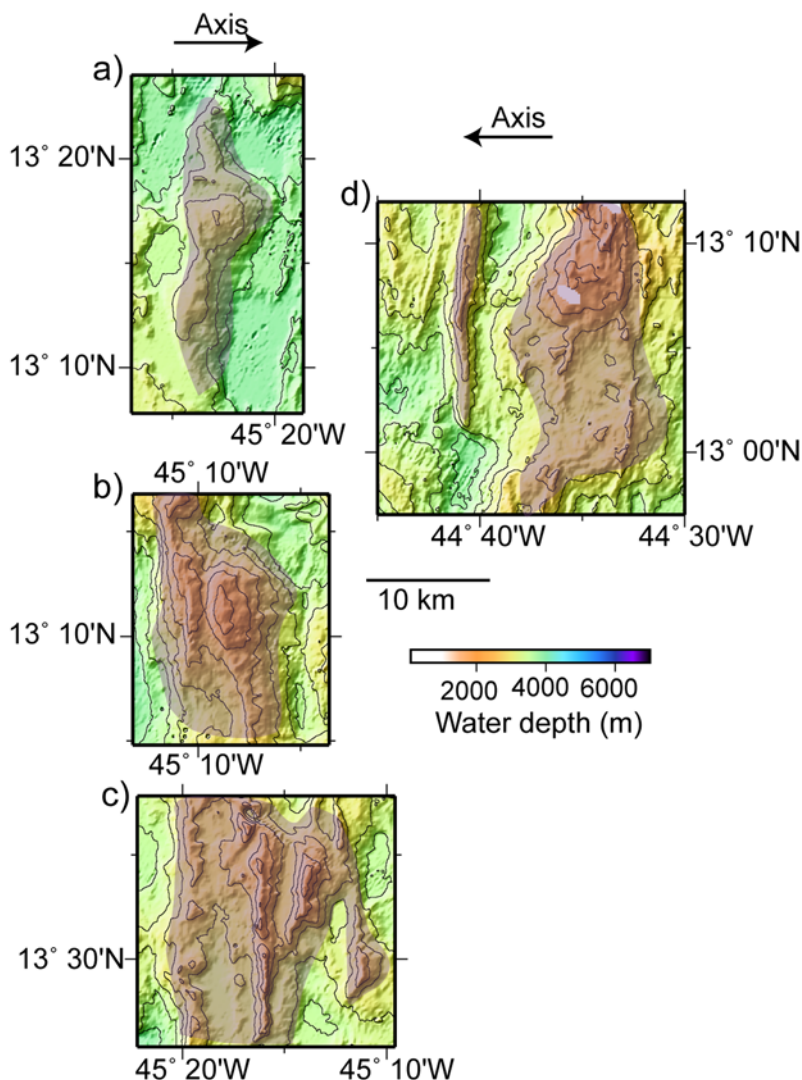 Axis
a)
13° 20'N
13° 10'N
45° 20'W
Axis
d)
13° 10'N
13° 00'N
44° 40'W
44° 30'W
45° 10'W
b)
13° 10'N
45° 10'W
10 km
2000
4000
6000
Water depth (m)
c)
13° 30'N
45° 20'W
45° 10'W